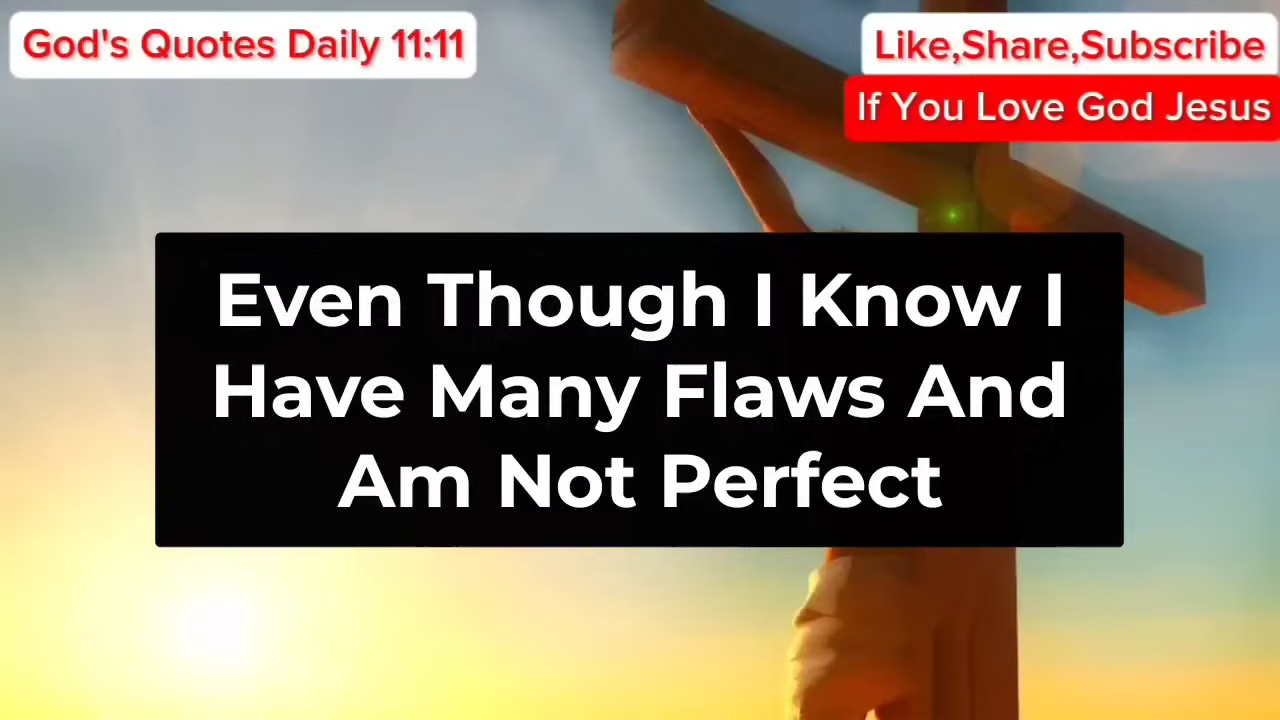 God's Quotes Daily 11:11
Like,Share,Subscribe
If You Love God Jesus
Even Though I Know I
Have Many Flaws And
Am Not Perfect